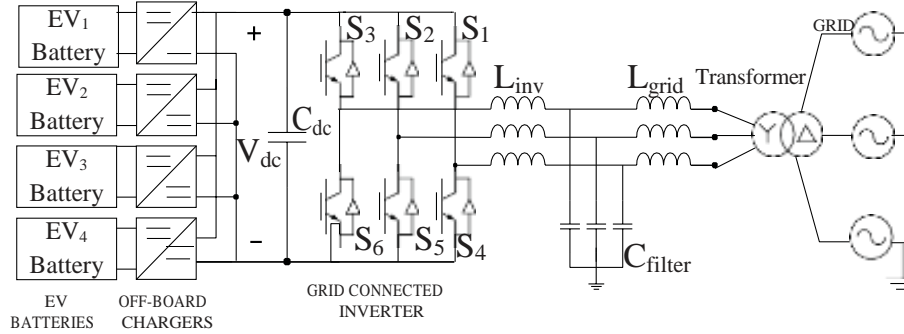 EV1
Battery
EV2
Battery
EV3
Battery
EV4
Battery
+
Vdc
Cdc
−
S3
S2
S1
S6
S5
S4
Linv
Lgrid
Cfilter
Transformer
Y
Δ
GRID
EV
BATTERIES
OFF-BOARD
CHARGERS
GRID CONNECTED
INVERTER